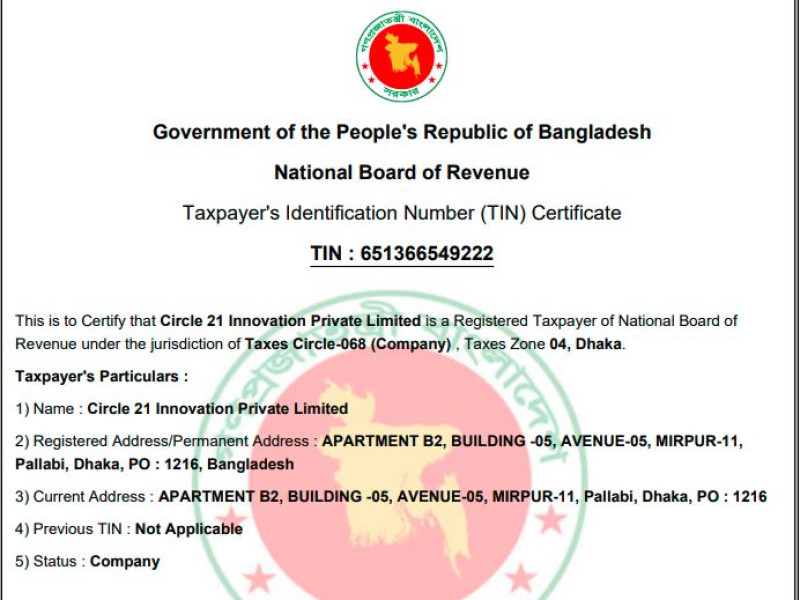 গণপ্রজাতন্ত্রী বাংলাদেশ
সরকার
Government of the People's Republic of Bangladesh
National Board of Revenue
Taxpayer's Identification Number (TIN) Certificate
TIN : 651366549222
This is to Certify that Circle 21 Innovation Private Limited is a Registered Taxpayer of National Board of
Revenue under the jurisdiction of Taxes Circle-068 (Company) , Taxes Zone 04, Dhaka.
Taxpayer's Particulars :
1) Name : Circle 21 Innovation Private Limited
2) Registered Address/Permanent Address : APARTMENT B2, BUILDING -05, AVENUE-05, MIRPUR-11,
Pallabi, Dhaka, PO : 1216, Bangladesh
3) Current Address : APARTMENT B2, BUILDING -05, AVENUE-05, MIRPUR-11, Pallabi, Dhaka, PO : 1216
4) Previous TIN : Not Applicable
5) Status : Company
গণপ্রজাতন্ত্রী বাংলাদেশ